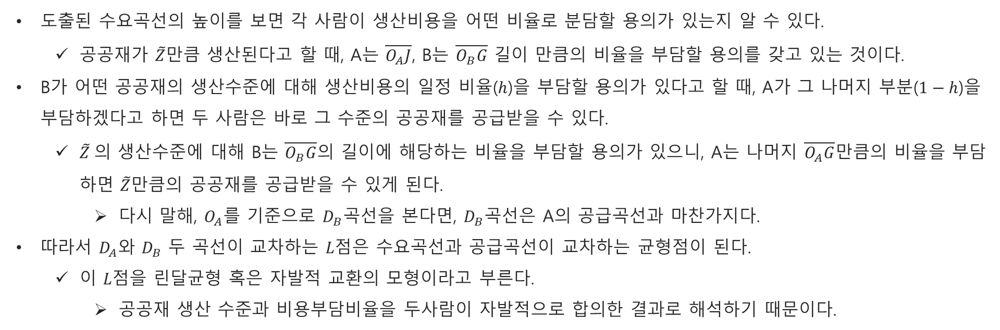 • 도출된 수요곡선의 높이를 보면 각 사람이 생산비용을 어떤 비율로 분담할 용의가 있는지 알 수 있다.
✓ 공공재가 Z̃만큼 생산된다고 할 때, A는 $\overline{O_A J}$, B는 $\overline{O_B G}$ 길이 만큼의 비율을 부담할 용의를 갖고 있는 것이다.
• B가 어떤 공공재의 생산수준에 대해 생산비용의 일정 비율(h)을 부담할 용의가 있다고 할 때, A가 그 나머지 부분(1 − h)을
부담하겠다고 하면 두 사람은 바로 그 수준의 공공재를 공급받을 수 있다.
✓ Z̃ 의 생산수준에 대해 B는 $\overline{O_B G}$의 길이에 해당하는 비율을 부담할 용의가 있으니, A는 나머지 $\overline{O_A G}$만큼의 비율을 부담
하면 Z̃만큼의 공공재를 공급받을 수 있게 된다.
➢ 다시 말해, $O_A$를 기준으로 $D_B$곡선을 본다면, $D_B$곡선은 A의 공급곡선과 마찬가지다.
• 따라서 $D_A$와 $D_B$ 두 곡선이 교차하는 L점은 수요곡선과 공급곡선이 교차하는 균형점이 된다.
✓ 이 L점을 린달균형 혹은 자발적 교환의 모형이라고 부른다.
➢ 공공재 생산 수준과 비용부담비율을 두사람이 자발적으로 합의한 결과로 해석하기 때문이다.